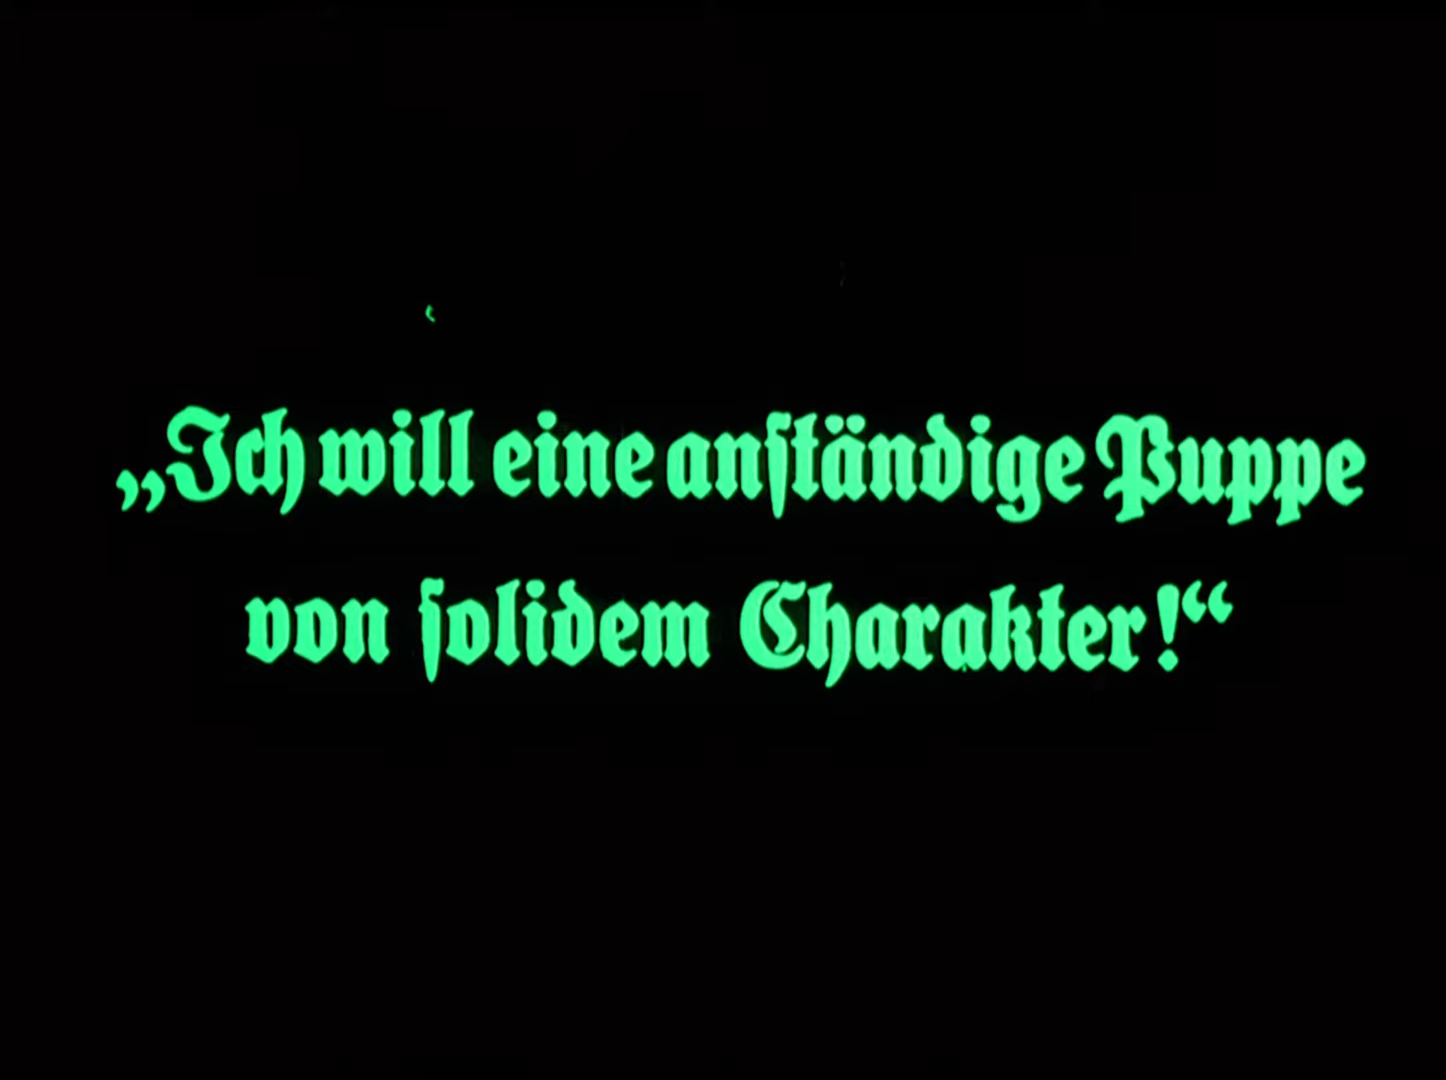 „Ich will eine anſtändige Puppe
von ſolidem Charakter!“